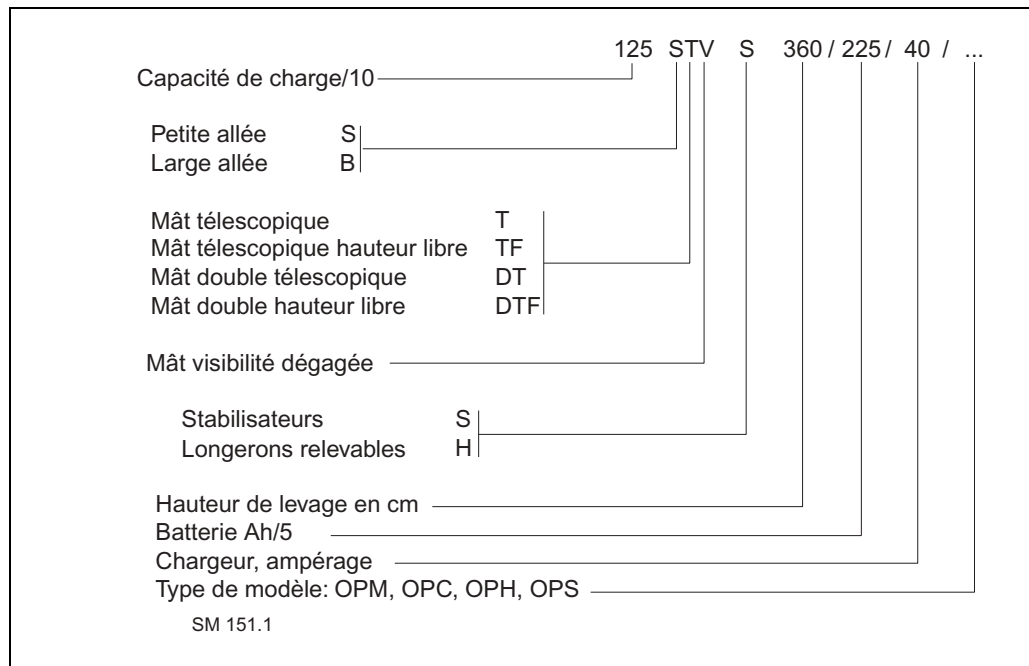 125 STV S 360 / 225 / 40 / ...
Capacité de charge/10
Petite allée S
Large allée B
Mât télescopique T
Mât télescopique hauteur libre TF
Mât double télescopique DT
Mât double hauteur libre DTF
Mât visibilité dégagée
Stabilisateurs S
Longerons relevables H
Hauteur de levage en cm
Batterie Ah/5
Chargeur, ampérage
Type de modèle: OPM, OPC, OPH, OPS
SM 151.1